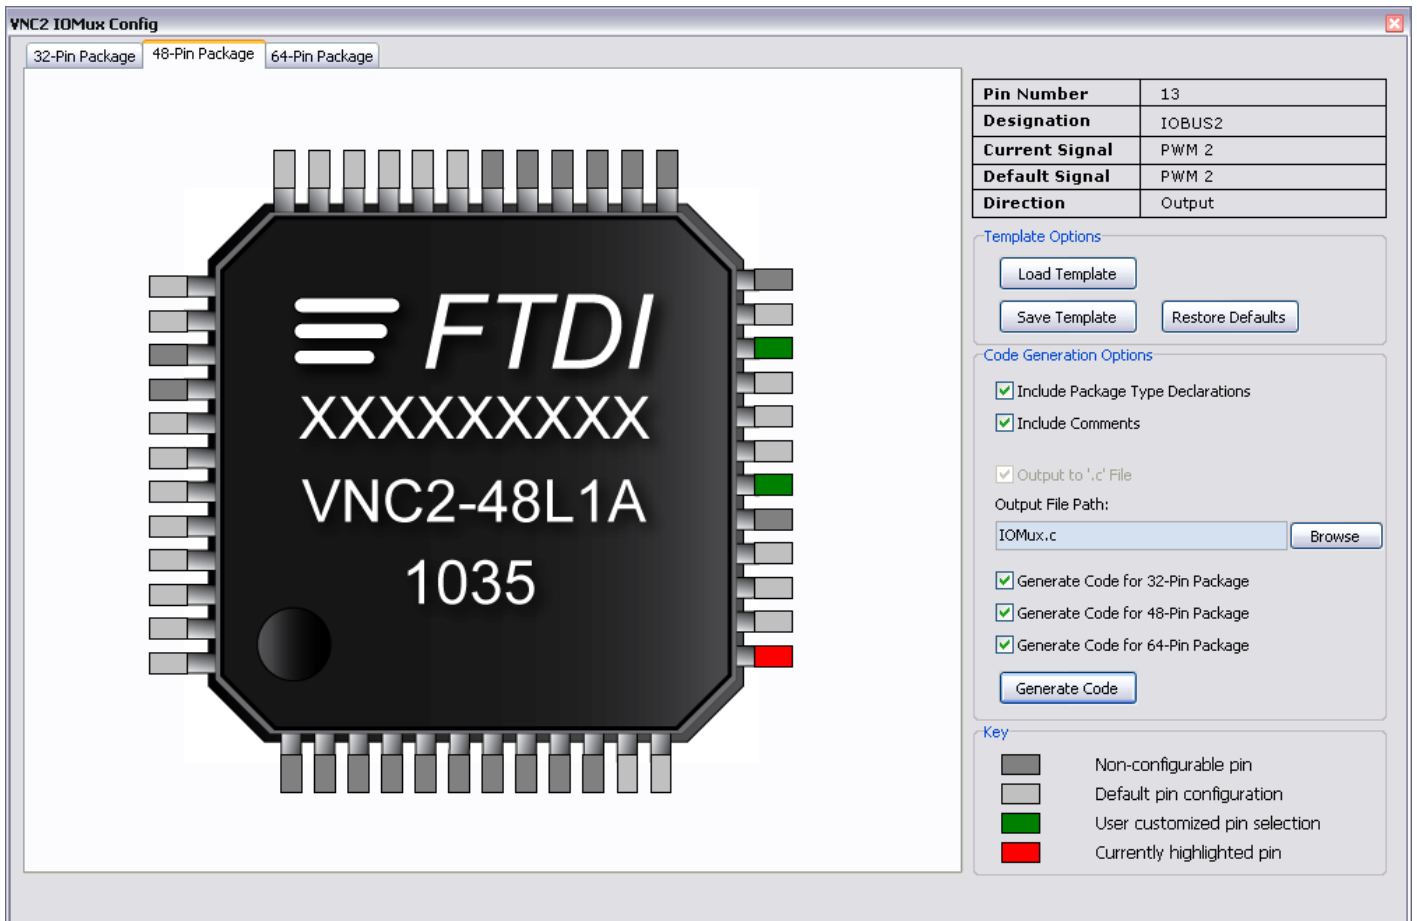 VNC2 IOMux Config
32-Pin Package 48-Pin Package 64-Pin Package
FTDI
XXXXXXXXX
VNC2-48L1A
1035
Pin Number 13
Designation IOBUS2
Current Signal PWM 2
Default Signal PWM 2
Direction Output
Template Options
Load Template
Save Template Restore Defaults
Code Generation Options
Include Package Type Declarations
Include Comments
Output to '.c' File
Output File Path:
IOMux.c Browse
Generate Code for 32-Pin Package
Generate Code for 48-Pin Package
Generate Code for 64-Pin Package
Generate Code
Key
Non-configurable pin
Default pin configuration
User customized pin selection
Currently highlighted pin